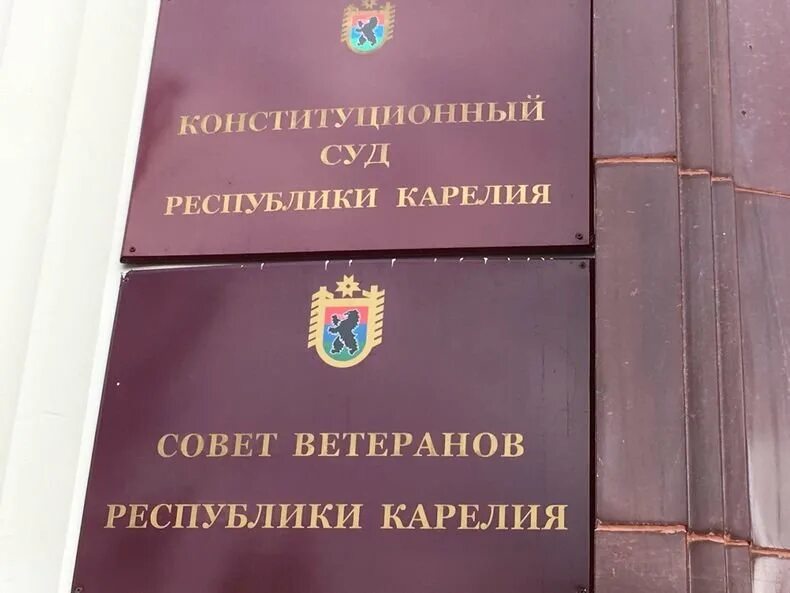 КОНСТИТУЦИОННЫЙ
СУД
РЕСПУБЛИКИ КАРЕЛИЯ
СОВЕТ ВЕТЕРАНОВ
РЕСПУБЛИКИ КАРЕЛИЯ